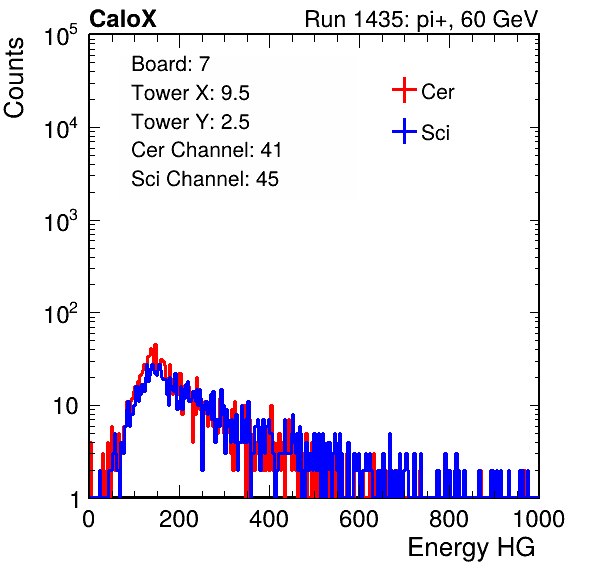 CaloX Run 1435: pi+, 60 GeV
Counts
Board: 7
Tower X: 9.5
Tower Y: 2.5
Cer Channel: 41
Sci Channel: 45
Cer
Sci
10^5
10^4
10^3
10^2
10
1
0 200 400 600 800 1000
Energy HG